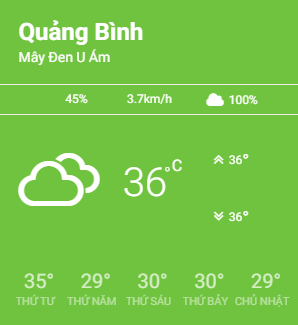 Quảng Bình
Mây Đen U Ám
45% 3.7km/h 100%
36°C
36°
36°
35° 29° 30° 30° 29°
THỨ TƯ THỨ NĂM THỨ SÁU THỨ BẢY CHỦ NHẬT